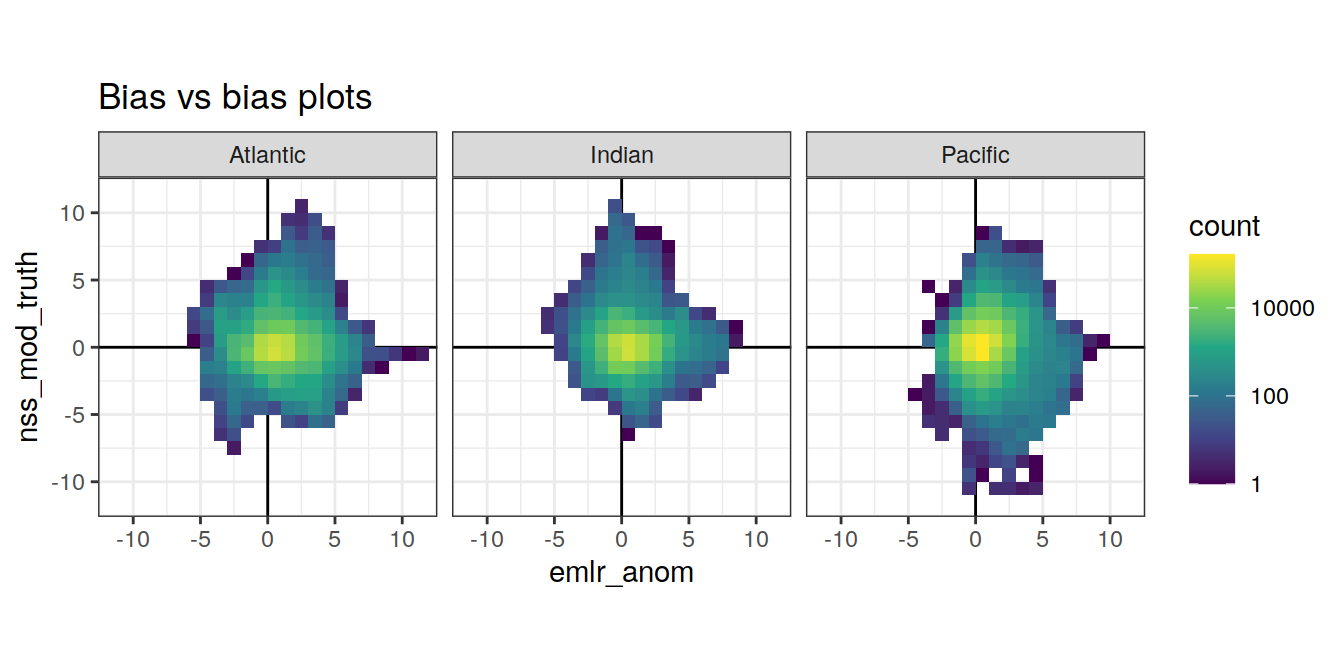 Bias vs bias plots
Atlantic
Indian
Pacific
nss_mod_truth
10
5
0
-5
-10
-10 -5 0 5 10
-10 -5 0 5 10
-10 -5 0 5 10
emlr_anom
count
10000
100
1